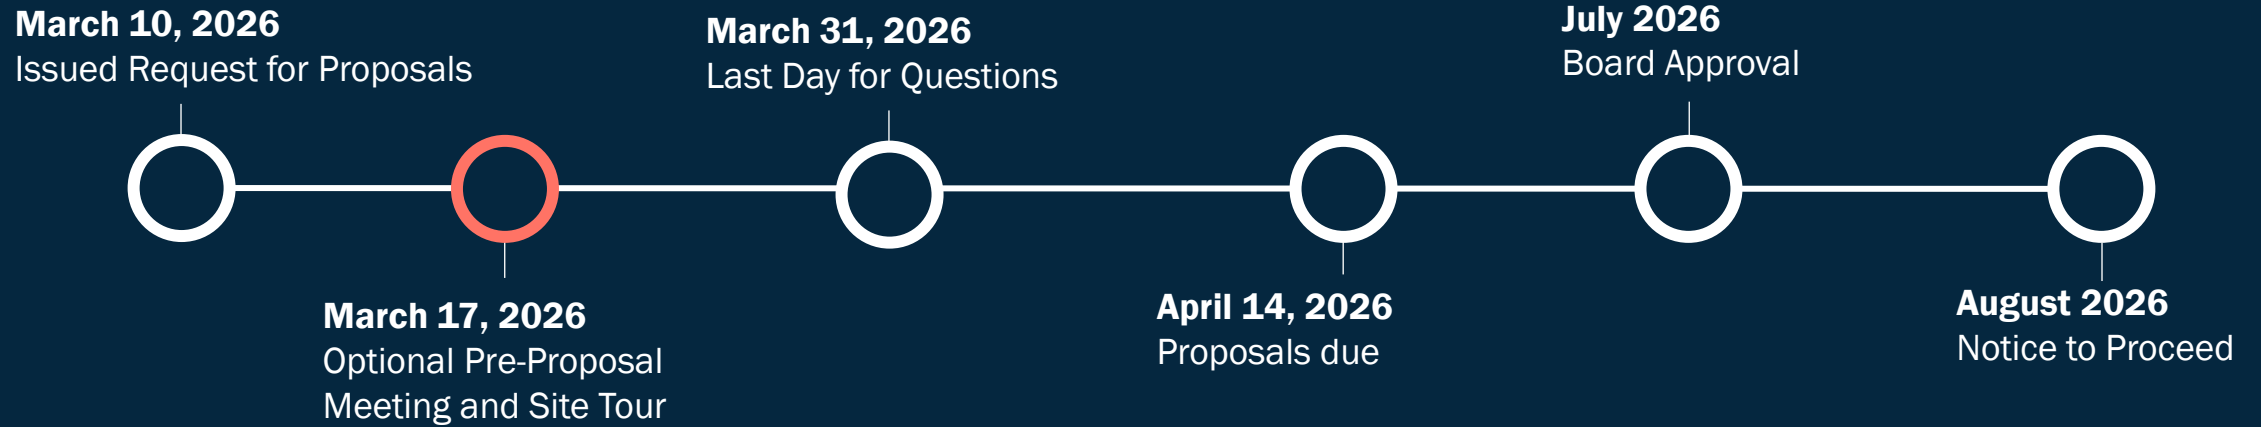 March 10, 2026
Issued Request for Proposals
March 17, 2026
Optional Pre-Proposal
Meeting and Site Tour
March 31, 2026
Last Day for Questions
April 14, 2026
Proposals due
July 2026
Board Approval
August 2026
Notice to Proceed